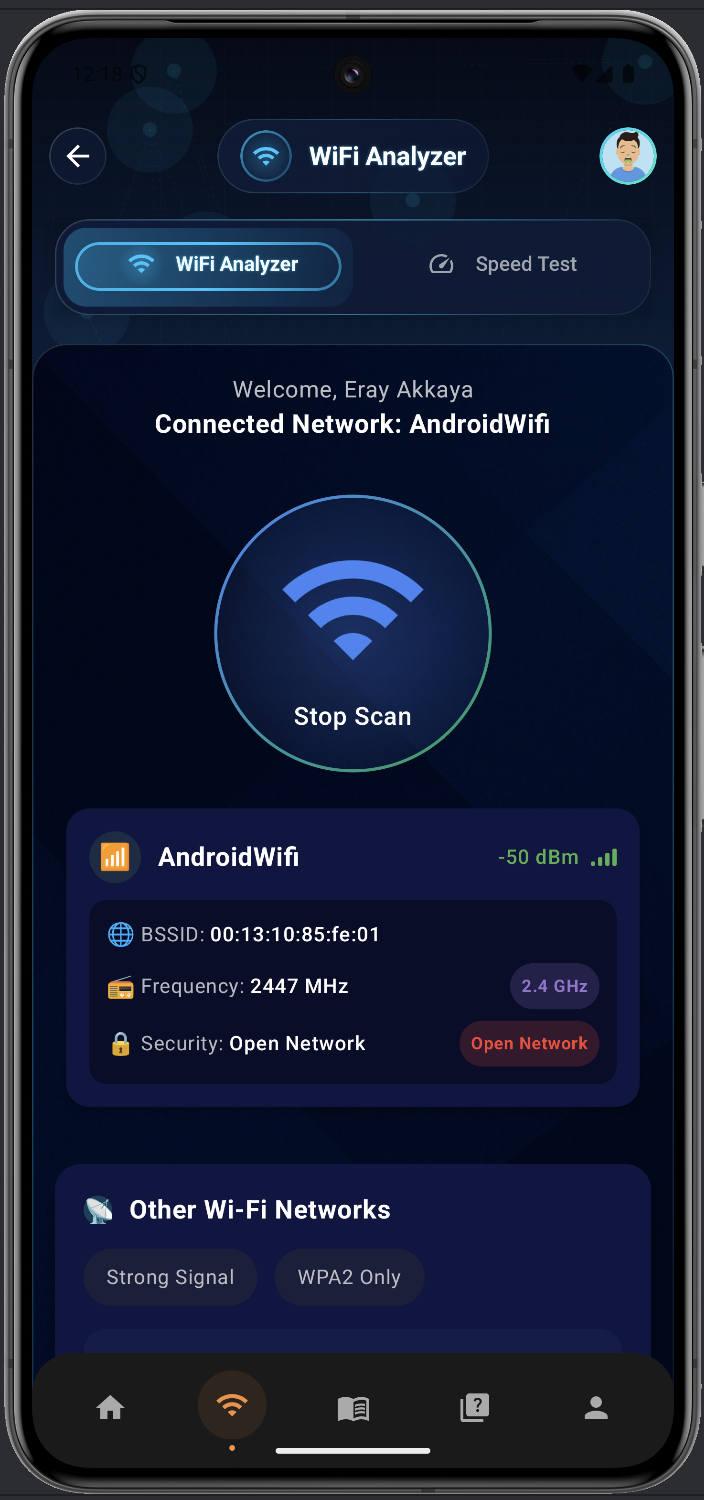 12:18
WiFi Analyzer
WiFi Analyzer
Speed Test
Welcome, Eray Akkaya
Connected Network: AndroidWifi
Stop Scan
AndroidWifi
-50 dBm
BSSID: 00:13:10:85:fe:01
Frequency: 2447 MHz
2.4 GHz
Security: Open Network
Open Network
Other Wi-Fi Networks
Strong Signal
WPA2 Only